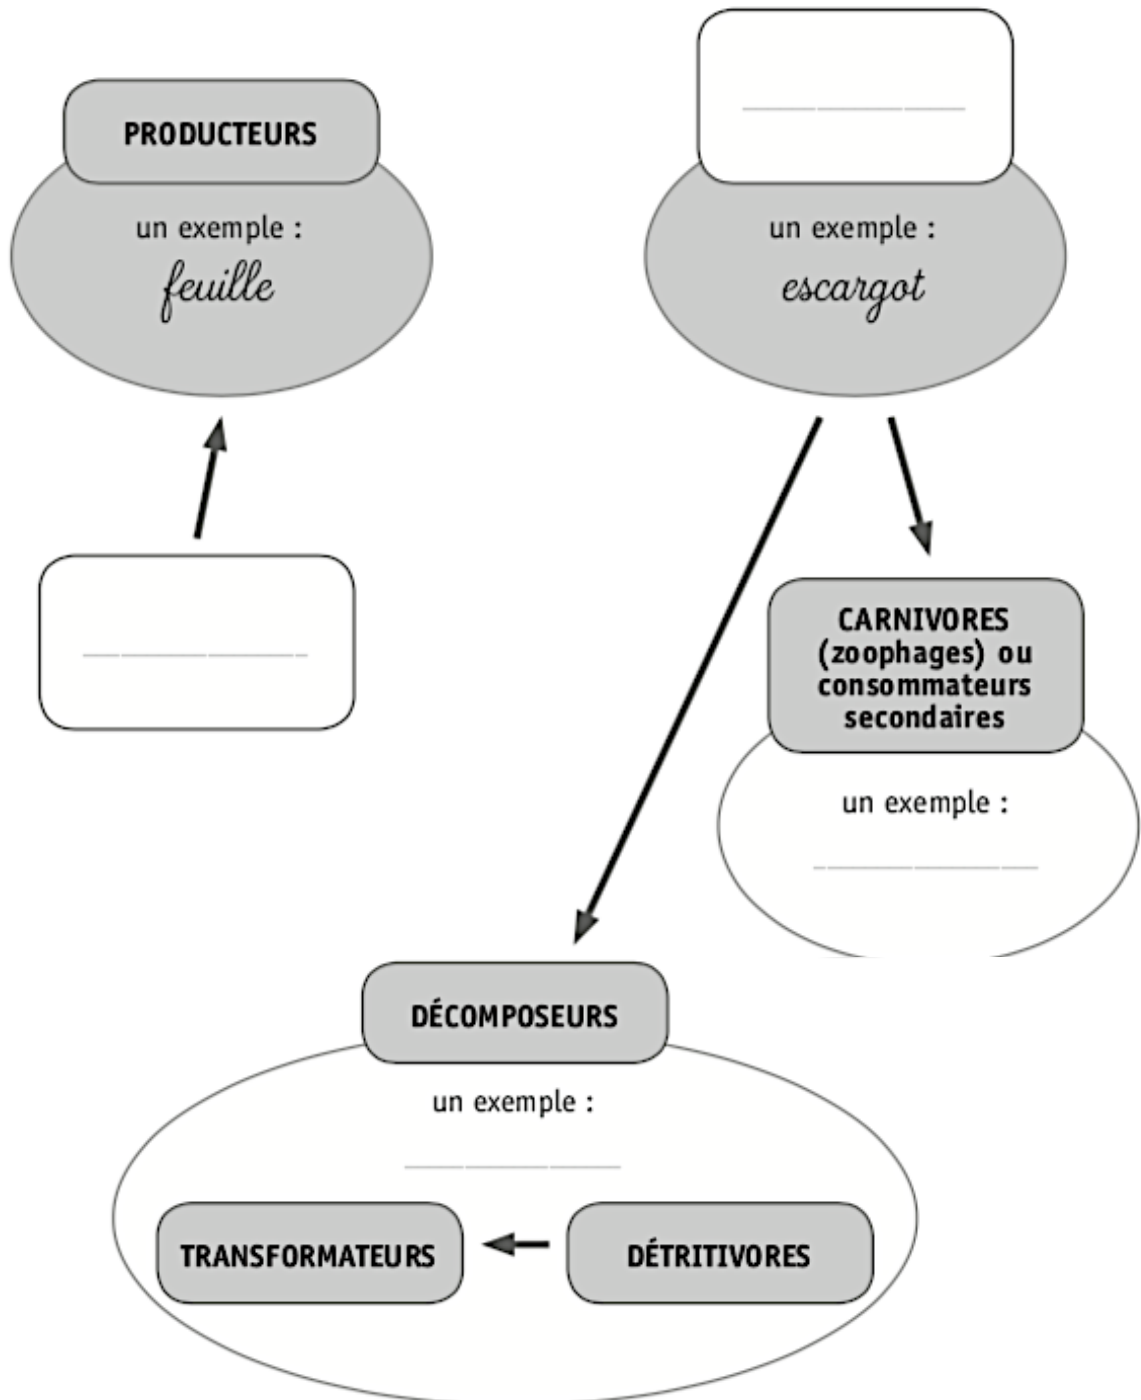 PRODUCTEURS
un exemple :
feuille
un exemple :
escargot
CARNIVORES
(zoophages) ou
consommateurs
secondaires
un exemple :
DÉCOMPOSEURS
un exemple :
TRANSFORMATEURS
DÉTRITIVORES